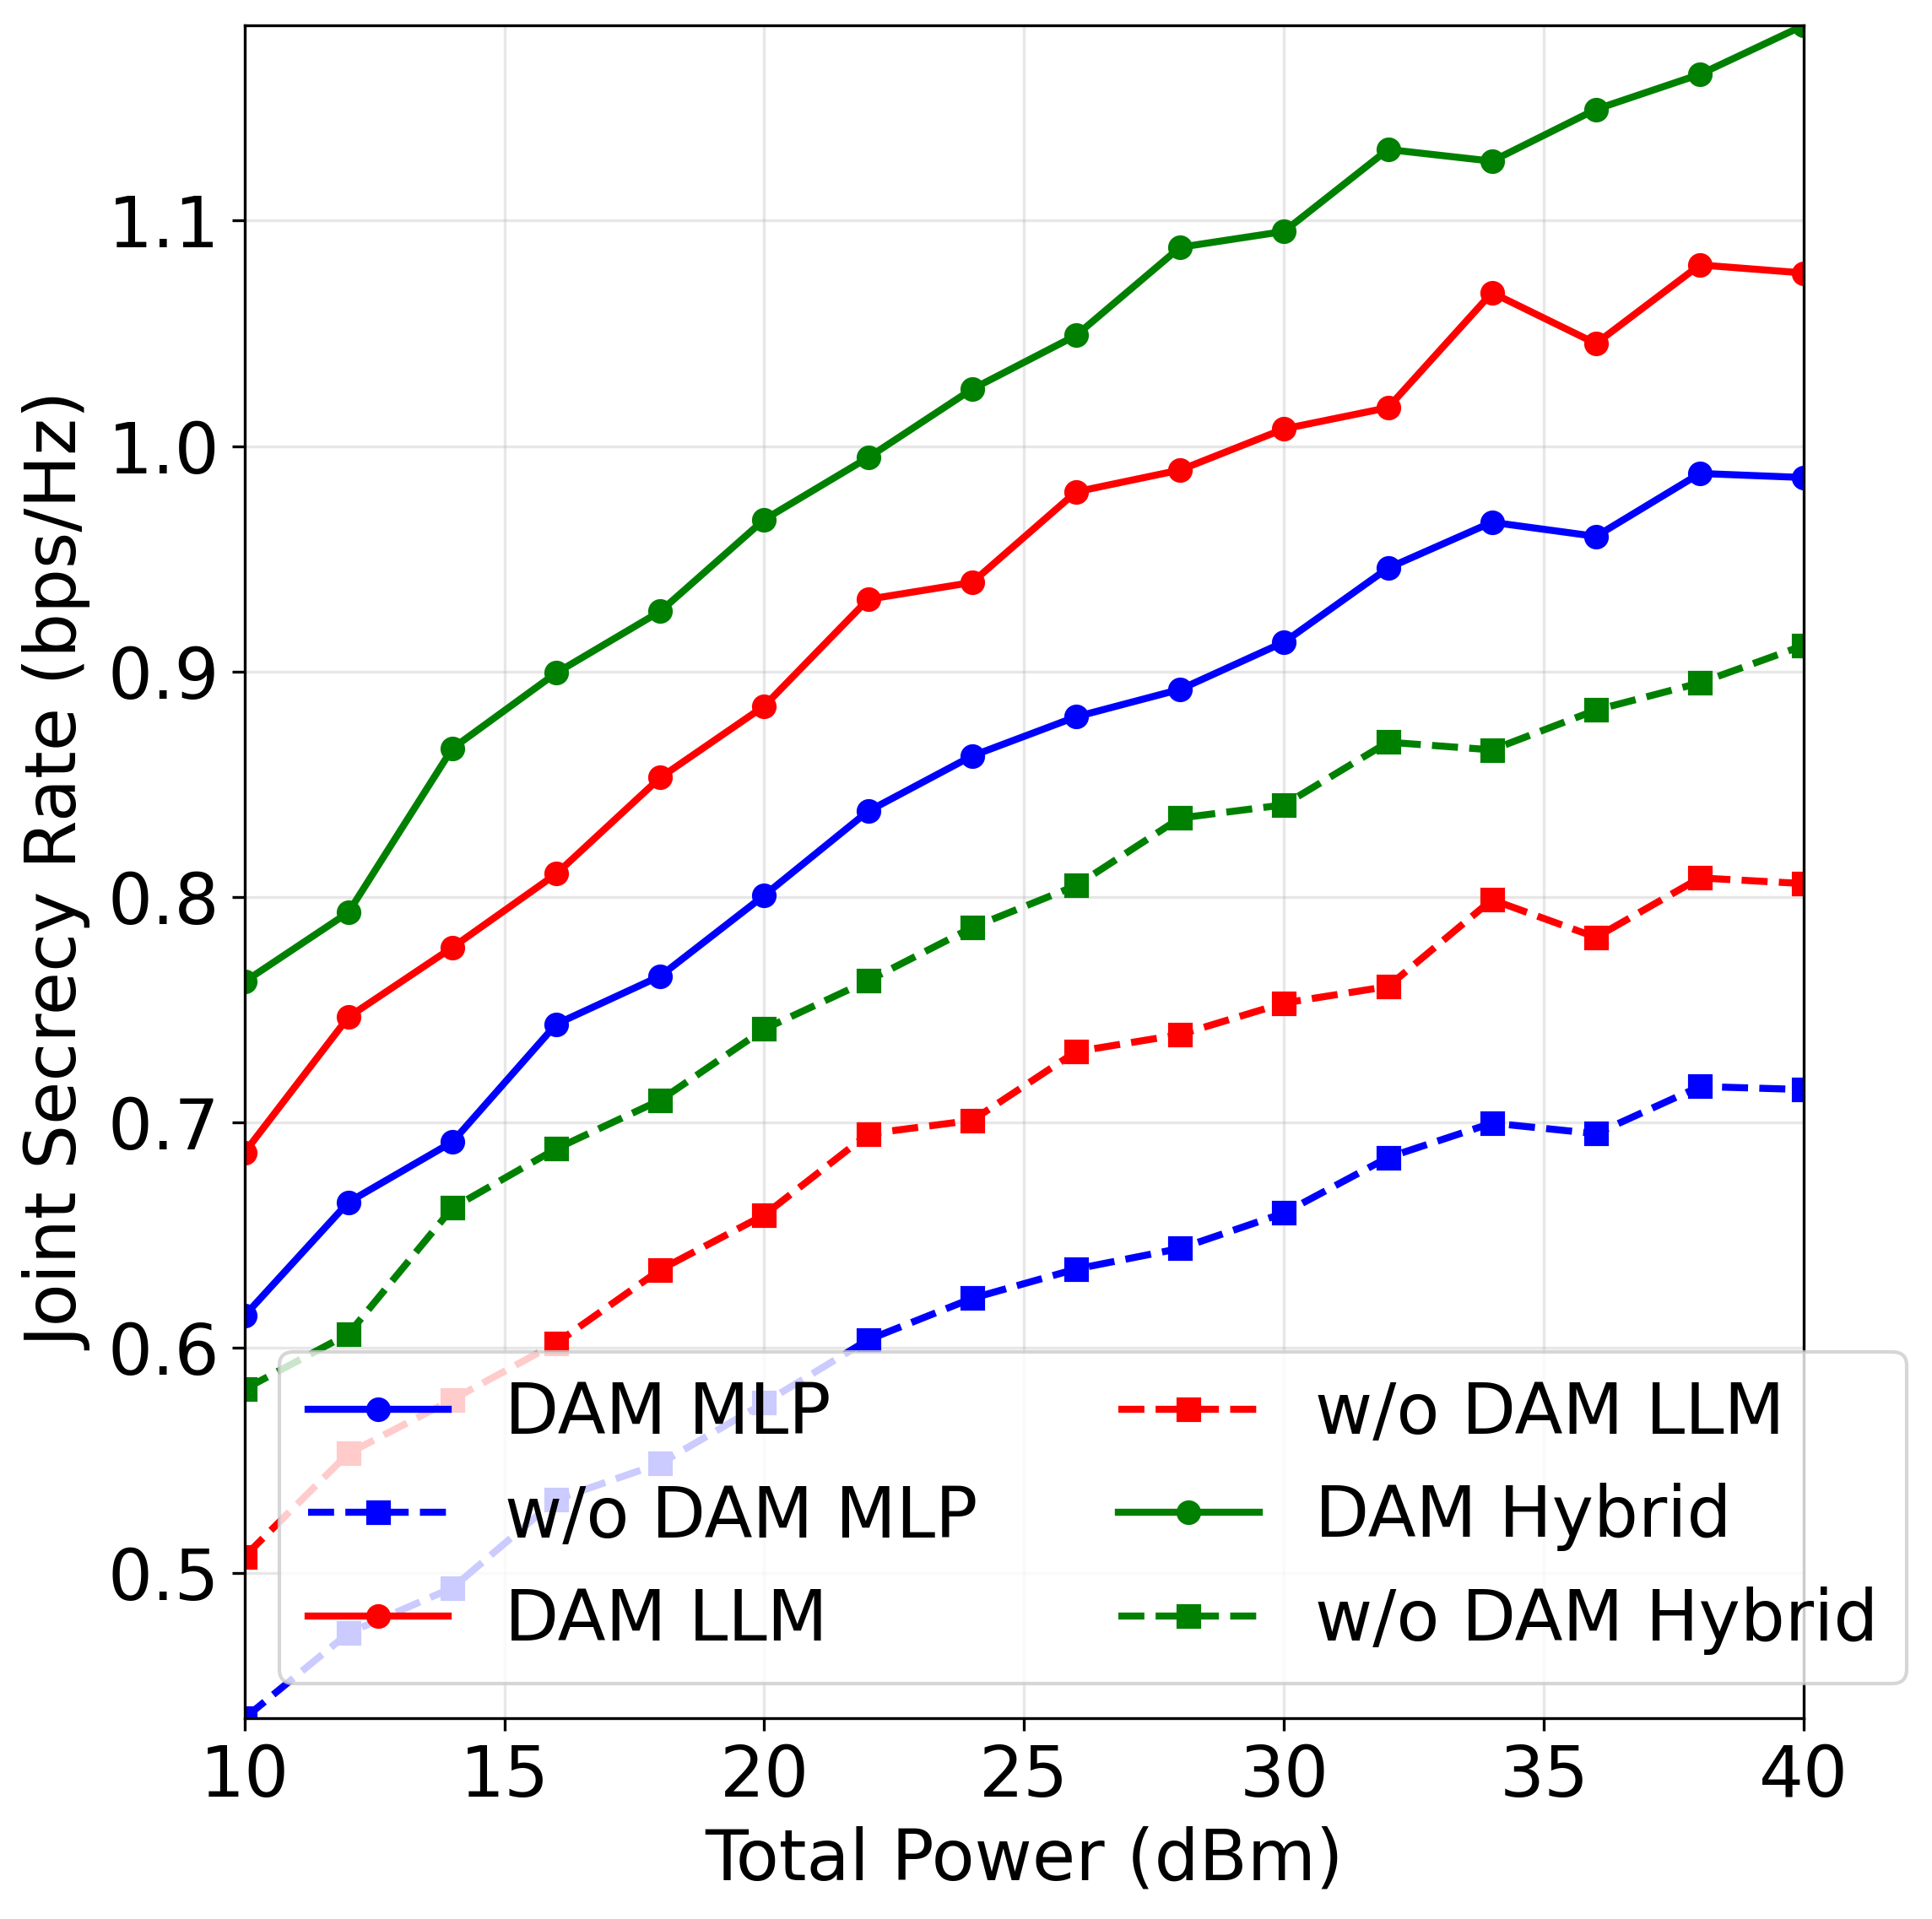 Joint Secrecy Rate (bps/Hz)
1.1
1.0
0.9
0.8
0.7
0.6
0.5
DAM MLP
w/o DAM MLP
DAM LLM
w/o DAM LLM
DAM Hybrid
w/o DAM Hybrid
10 15 20 25 30 35 40
Total Power (dBm)